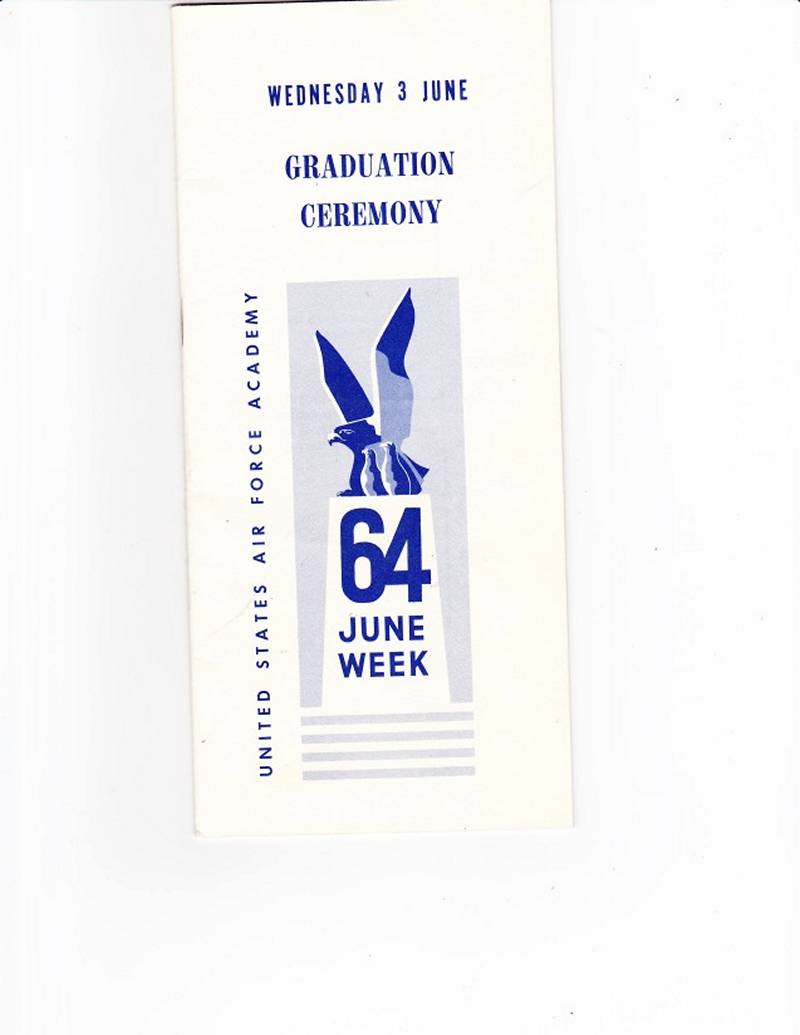 WEDNESDAY 3 JUNE
GRADUATION
CEREMONY
UNITED STATES AIR FORCE ACADEMY
64
JUNE
WEEK